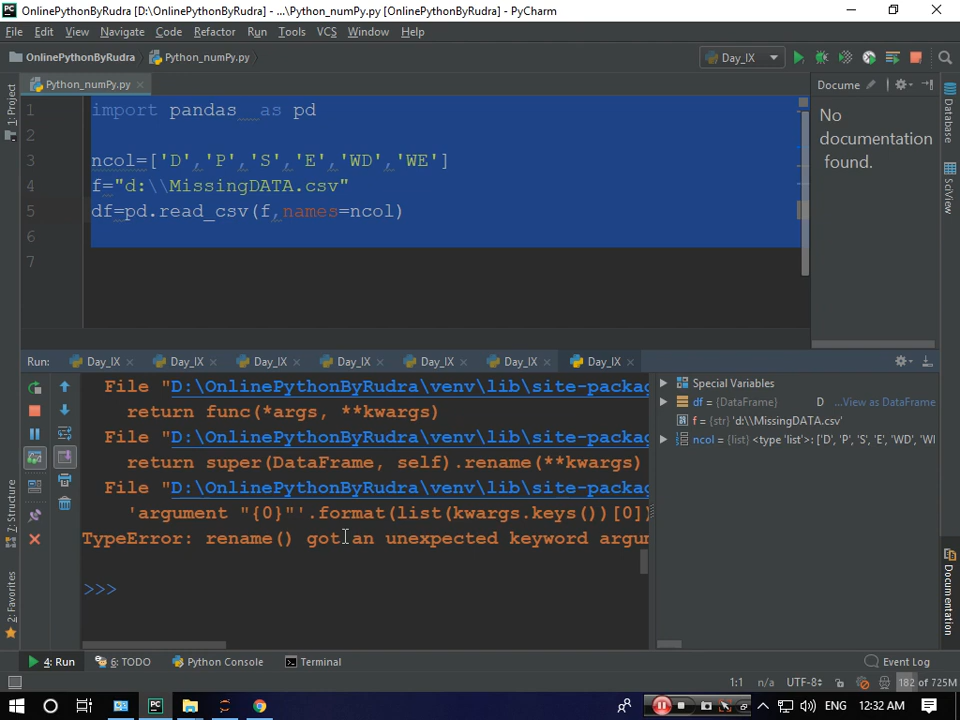 OnlinePythonByRudra [D:\OnlinePythonByRudra] - ...\Python_numPy.py [OnlinePythonByRudra] - PyCharm
File Edit View Navigate Code Refactor Run Tools VCS Window Help
OnlinePythonByRudra Python_numPy.py Day_IX
1: Project
Python_numPy.py
1 import pandas as pd
2
3 ncol=['D','P','S','E','WD','WE']
4 f="d:\\MissingDATA.csv"
5 df=pd.read_csv(f,names=ncol)
6
7
Docume
No
documentation
found.
Database
SciView
Run: Day_IX Day_IX Day_IX Day_IX Day_IX Day_IX Day_IX
File "D:\OnlinePythonByRudra\venv\lib\site-packag
return func(*args, **kwargs)
File "D:\OnlinePythonByRudra\venv\lib\site-packag
return super(DataFrame, self).rename(**kwargs)
File "D:\OnlinePythonByRudra\venv\lib\site-packag
'argument "{0}"'.format(list(kwargs.keys())[0])
TypeError: rename() got an unexpected keyword argum
>>>
Special Variables
df = {DataFrame} D ...View as DataFrame
f = {str} 'd:\\MissingDATA.csv'
ncol = {list} <type 'list'>: ['D', 'P', 'S', 'E', 'WD', 'WE
7: Structure
2: Favorites
Documentation
4: Run 6: TODO Python Console Terminal Event Log
1:1 n/a UTF-8 182 of 725M
ENG 12:32 AM